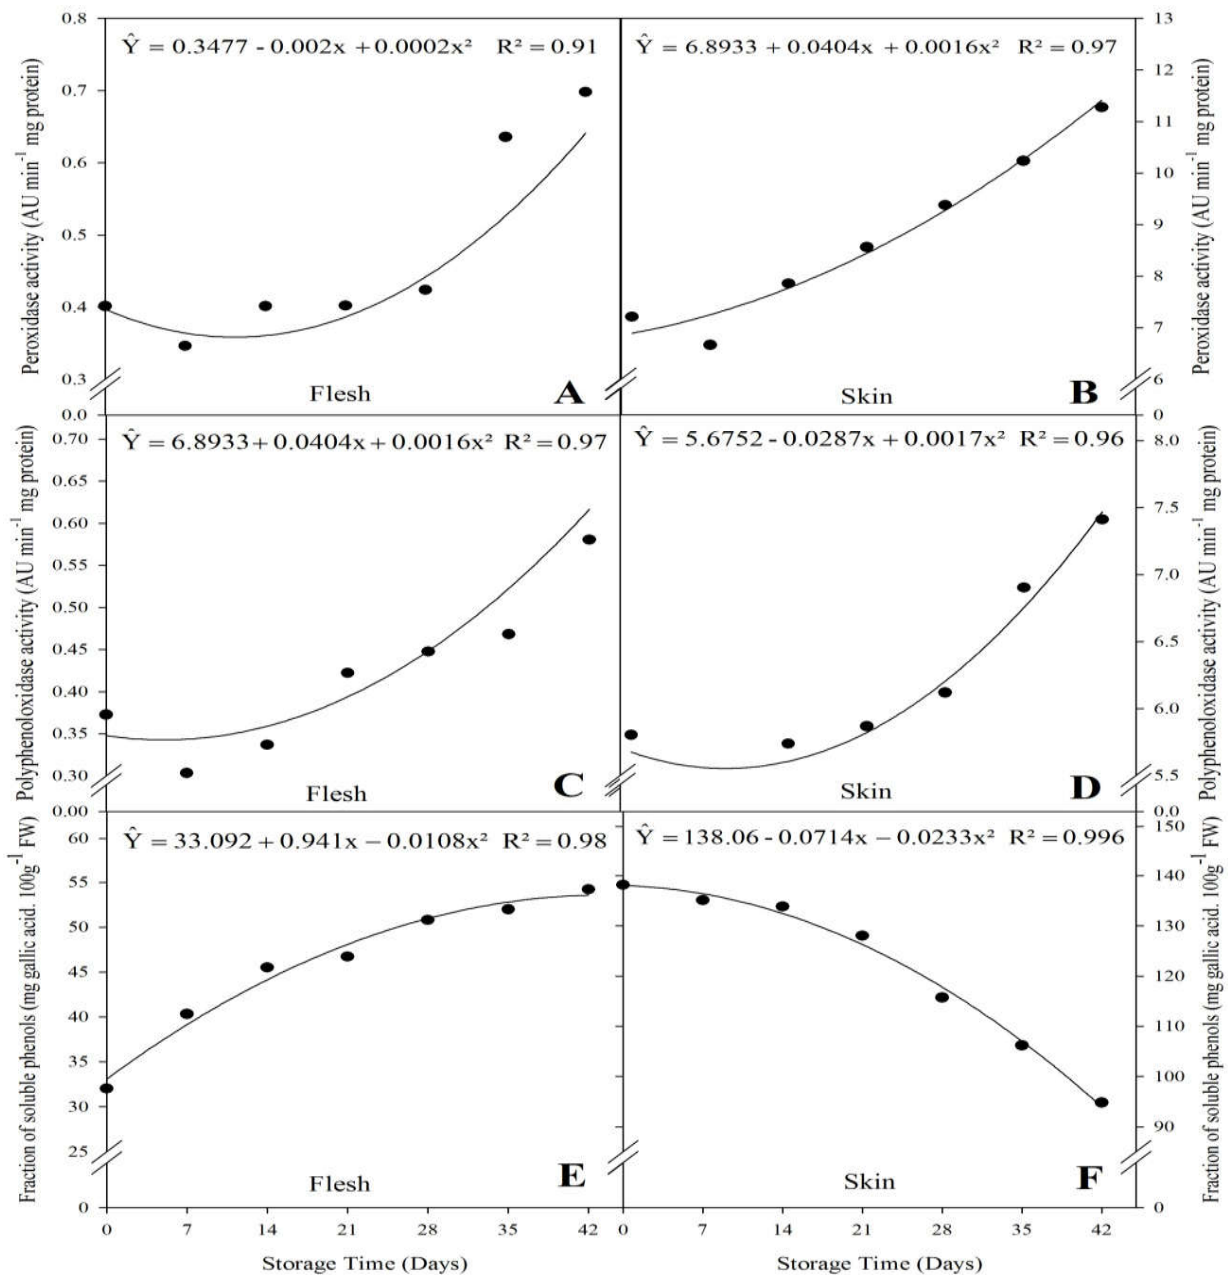 Ŷ = 0.3477 - 0.002x + 0.0002x² R² = 0.91
Peroxidase activity (AU min⁻¹ mg protein)
0.8
0.7
0.6
0.5
0.4
0.3
0.0
Flesh
A
Ŷ = 6.8933 + 0.0404x + 0.0016x² R² = 0.97
13
12
11
10
9
8
7
6
0
Peroxidase activity (AU min⁻¹ mg protein)
Skin
B
Ŷ = 6.8933 + 0.0404x + 0.0016x² R² = 0.97
Polyphenoloxidase activity (AU min⁻¹ mg protein)
0.70
0.65
0.60
0.55
0.50
0.45
0.40
0.35
0.30
0.00
Flesh
C
Ŷ = 5.6752 - 0.0287x + 0.0017x² R² = 0.96
8.0
7.5
7.0
6.5
6.0
5.5
0.0
Polyphenoloxidase activity (AU min⁻¹ mg protein)
Skin
D
Ŷ = 33.092 + 0.941x − 0.0108x² R² = 0.98
Fraction of soluble phenols (mg gallic acid. 100g⁻¹ FW)
60
55
50
45
40
35
30
25
0
Flesh
E
0 7 14 21 28 35 42
Storage Time (Days)
Ŷ = 138.06 - 0.0714x − 0.0233x² R² = 0.996
150
140
130
120
110
100
90
0
Fraction of soluble phenols (mg gallic acid. 100g⁻¹ FW)
Skin
F
0 7 14 21 28 35 42
Storage Time (Days)